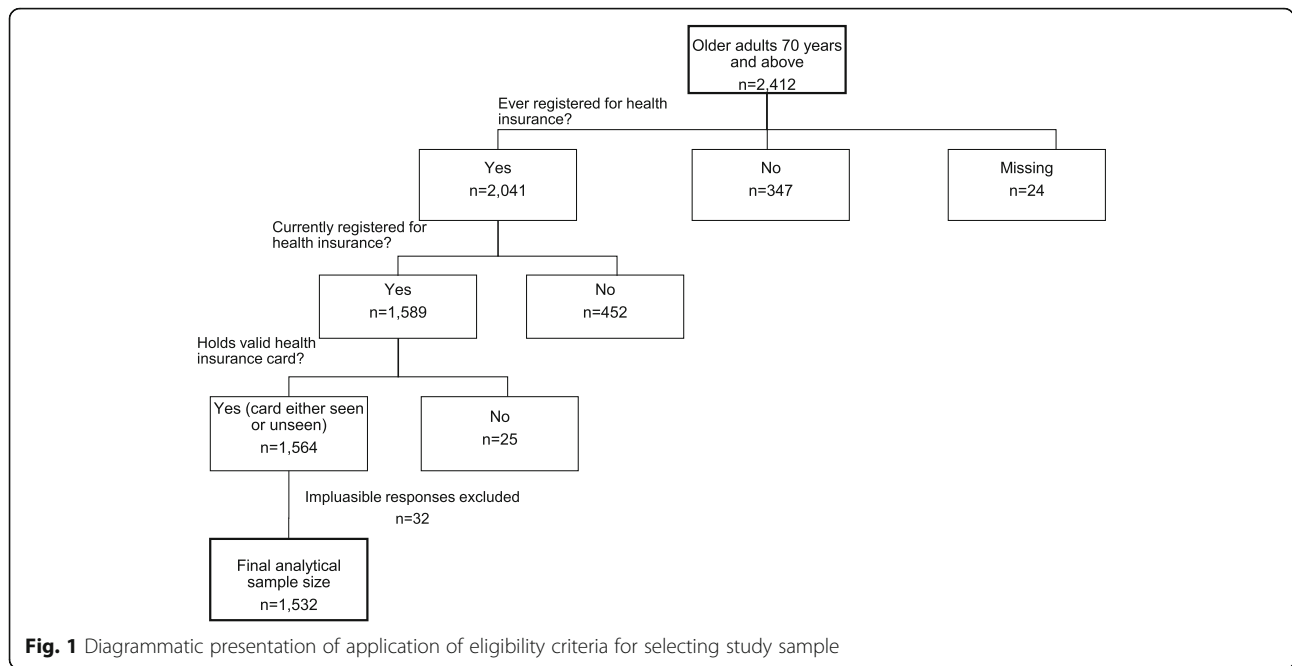 Older adults 70 years
and above
n=2,412
Ever registered for health
insurance?
Yes
n=2,041
No
n=347
Missing
n=24
Currently registered for
health insurance?
Yes
n=1,589
No
n=452
Holds valid health
insurance card?
Yes (card either seen
or unseen)
n=1,564
No
n=25
Impluasible responses excluded
n=32
Final analytical
sample size
n=1,532
Fig. 1 Diagrammatic presentation of application of eligibility criteria for selecting study sample